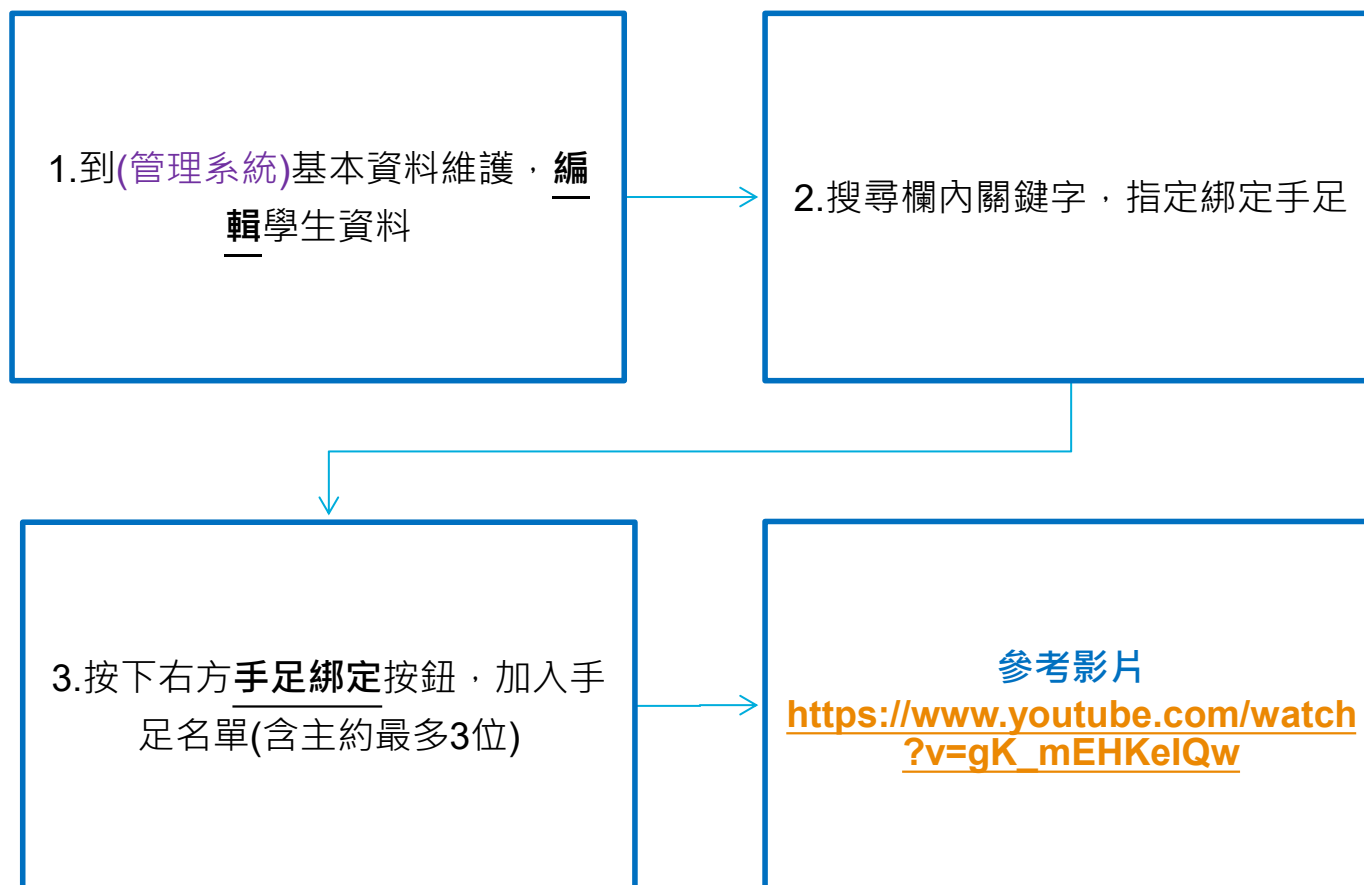 1.到(管理系統)基本資料維護，編
輯學生資料
2.搜尋欄內關鍵字，指定綁定手足
3.按下右方手足綁定按鈕，加入手
足名單(含主約最多3位)
參考影片
https://www.youtube.com/watch
?v=gK_mEHKeIQw